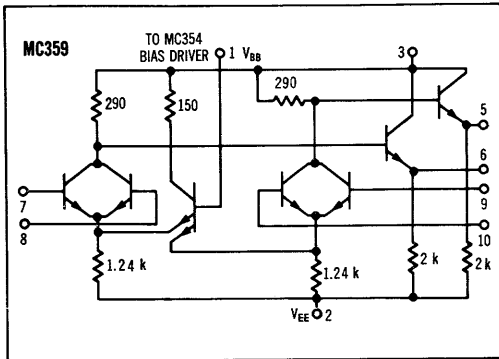 MC359
TO MC354
BIAS DRIVER
1 VBB
3
290
150
290
5
6
7
9
8
10
1.24 k
1.24 k
2 k
2 k
VEE 2